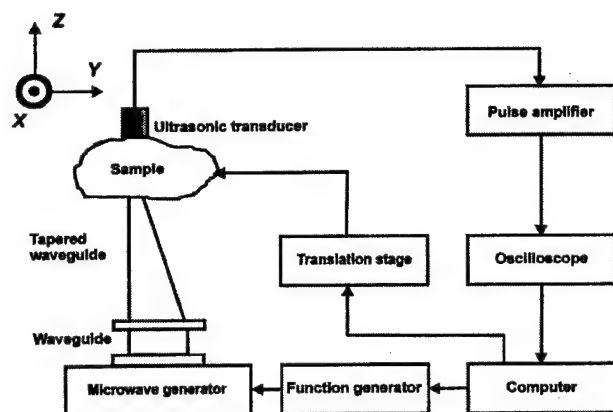 Z
Y
X
Ultrasonic transducer
Pulse amplifier
Sample
Tapered
waveguide
Translation stage
Oscilloscope
Waveguide
Microwave generator
Function generator
Computer